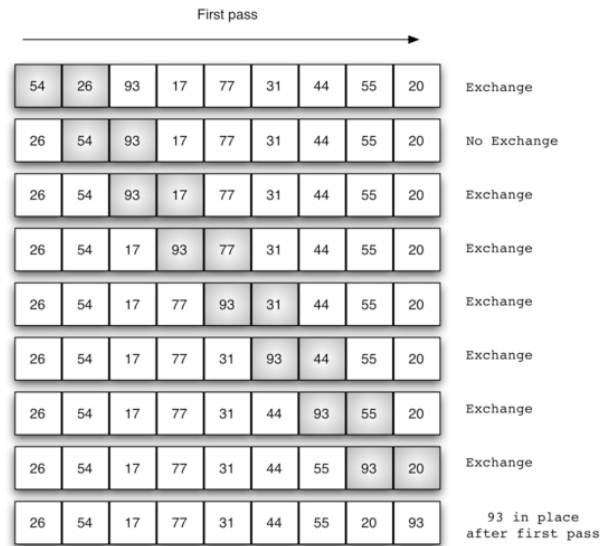 First pass
54 26 93 17 77 31 44 55 20 Exchange
26 54 93 17 77 31 44 55 20 No Exchange
26 54 93 17 77 31 44 55 20 Exchange
26 54 17 93 77 31 44 55 20 Exchange
26 54 17 77 93 31 44 55 20 Exchange
26 54 17 77 31 93 44 55 20 Exchange
26 54 17 77 31 44 93 55 20 Exchange
26 54 17 77 31 44 55 93 20 Exchange
26 54 17 77 31 44 55 20 93 93 in place
after first pass